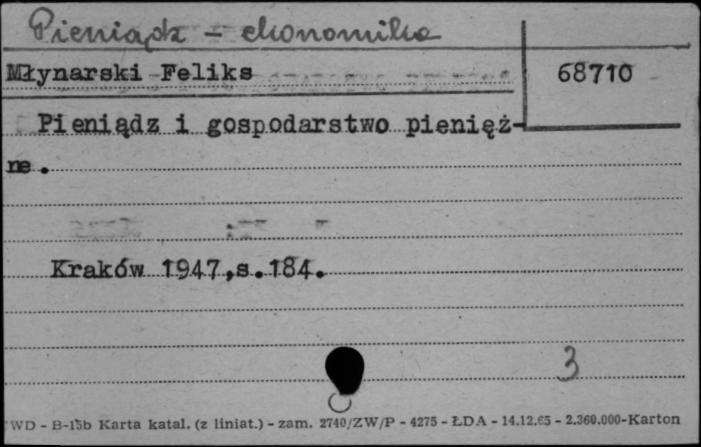 Pieniądz - ekonomika
Młynarski Feliks
68710
Pieniądz i gospodarstwo pienięż-
ne.
Kraków 1947,s.184.
3
WD - B-15b Karta katal. (z liniat.) - zam. 2740/ZW/P - 4275 - ŁDA - 14.12.65 - 2.360.000-Karton